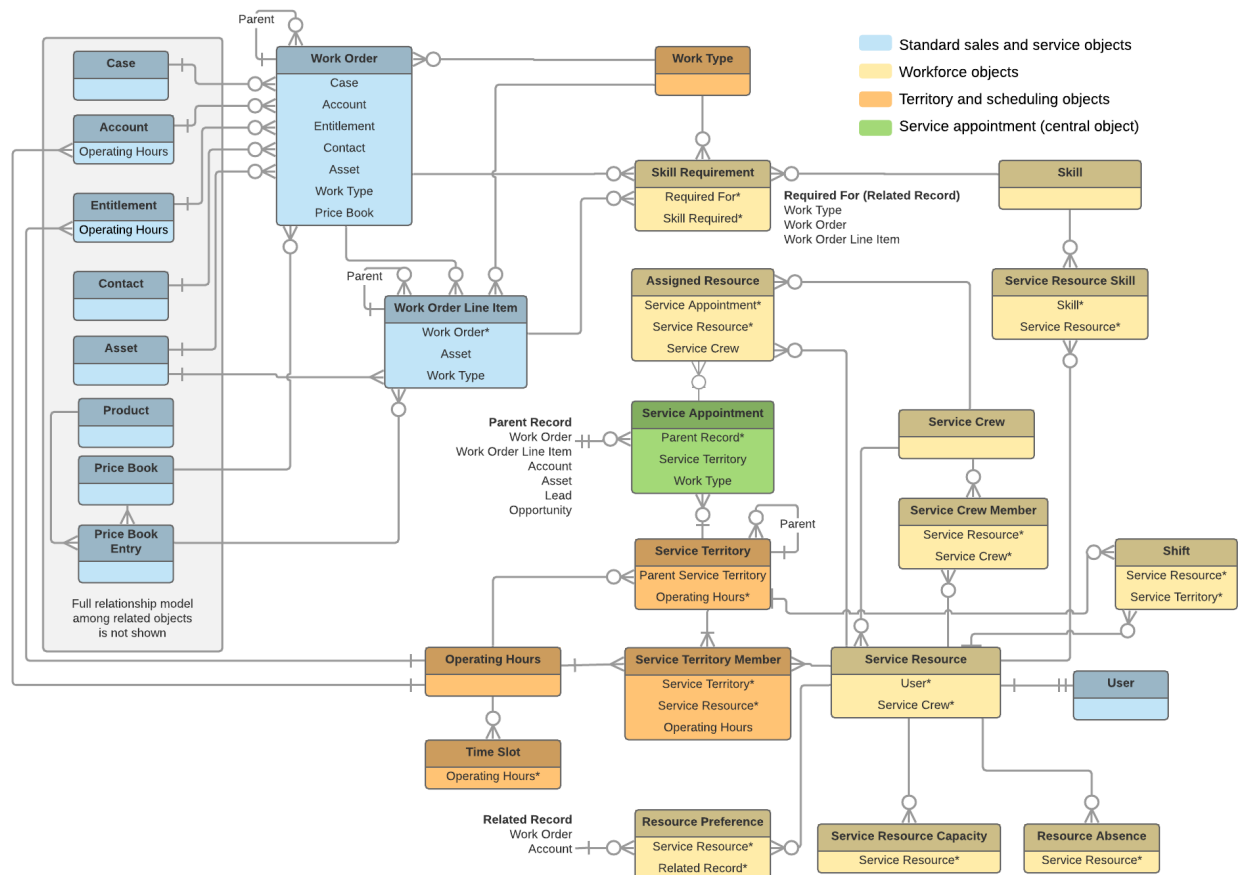 Parent
Case
Account
Operating Hours
Entitlement
Operating Hours
Contact
Asset
Product
Price Book
Price Book
Entry
Full relationship model
among related objects
is not shown
Work Order
Case
Account
Entitlement
Contact
Asset
Work Type
Price Book
Parent
Work Order Line Item
Work Order*
Asset
Work Type
Work Type
Standard sales and service objects
Workforce objects
Territory and scheduling objects
Service appointment (central object)
Skill Requirement
Required For*
Skill Required*
Required For (Related Record)
Work Type
Work Order
Work Order Line Item
Skill
Assigned Resource
Service Appointment*
Service Resource*
Service Crew
Service Resource Skill
Skill*
Service Resource*
Parent Record
Work Order
Work Order Line Item
Account
Asset
Lead
Opportunity
Service Appointment
Parent Record*
Service Territory
Work Type
Service Crew
Service Crew Member
Service Resource*
Service Crew*
Parent
Service Territory
Parent Service Territory
Operating Hours*
Shift
Service Resource*
Service Territory*
Operating Hours
Service Territory Member
Service Territory*
Service Resource*
Operating Hours
Service Resource
User*
Service Crew*
User
Time Slot
Operating Hours*
Related Record
Work Order
Account
Resource Preference
Service Resource*
Related Record*
Service Resource Capacity
Service Resource*
Resource Absence
Service Resource*